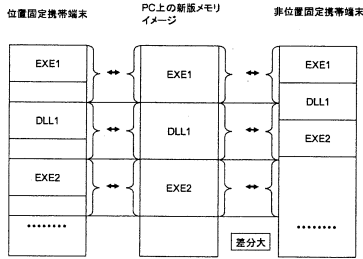 位置固定携帯端末
PC上の新版メモリ
イメージ
非位置固定携帯端末
EXE1
DLL1
EXE2
........
EXE1
DLL1
EXE2
EXE1
DLL1
EXE2
........
差分大